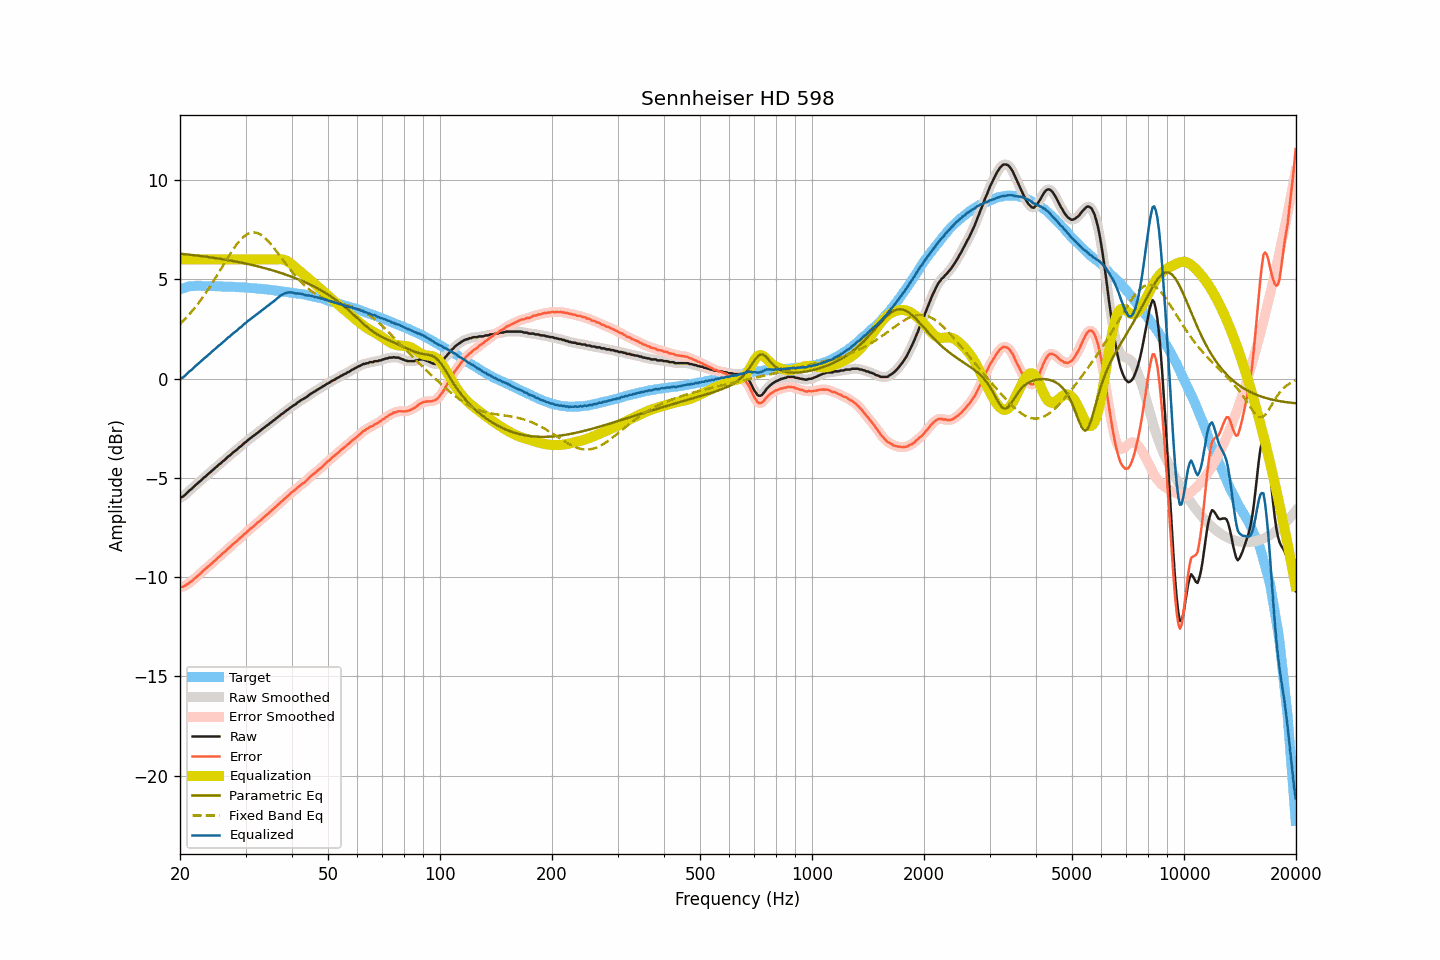 Sennheiser HD 598
Amplitude (dBr)
10
5
0
−5
−10
−15
−20
Target
Raw Smoothed
Error Smoothed
Raw
Error
Equalization
Parametric Eq
Fixed Band Eq
Equalized
20 50 100 200 500 1000 2000 5000 10000 20000
Frequency (Hz)